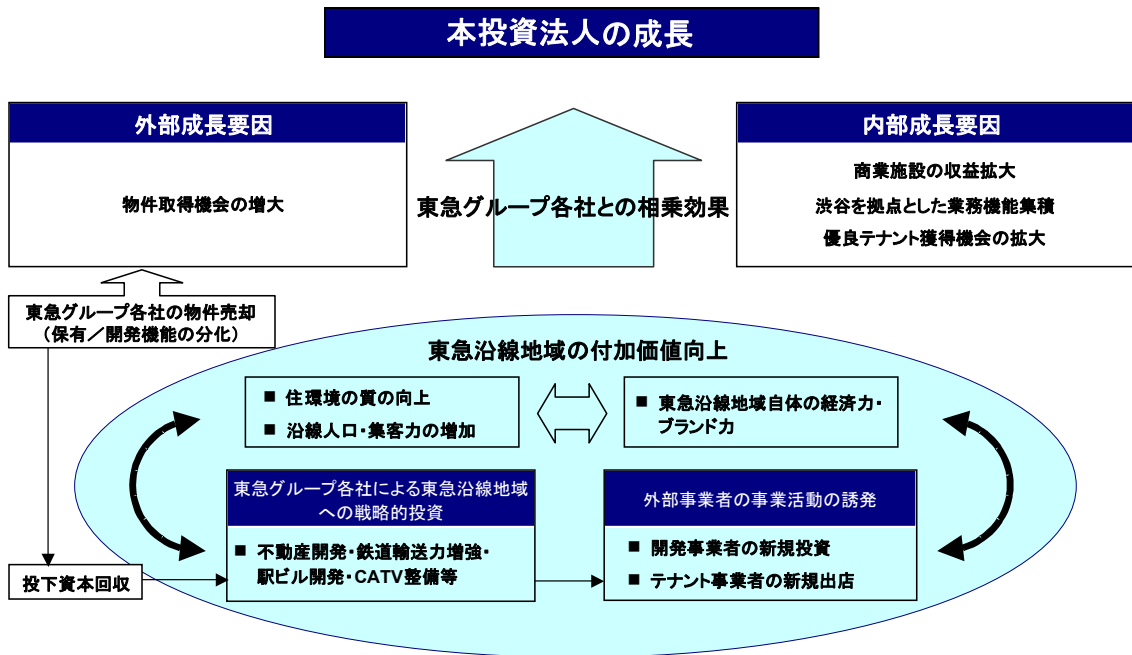 本投資法人の成長
外部成長要因
物件取得機会の増大
東急グループ各社との相乗効果
内部成長要因
商業施設の収益拡大
渋谷を拠点とした業務機能集積
優良テナント獲得機会の拡大
東急グループ各社の物件売却
（保有／開発機能の分化）
東急沿線地域の付加価値向上
■ 住環境の質の向上
■ 沿線人口・集客力の増加
■ 東急沿線地域自体の経済力・
ブランド力
東急グループ各社による東急沿線地域
への戦略的投資
■ 不動産開発・鉄道輸送力増強・
駅ビル開発・CATV整備等
外部事業者の事業活動の誘発
■ 開発事業者の新規投資
■ テナント事業者の新規出店
投下資本回収